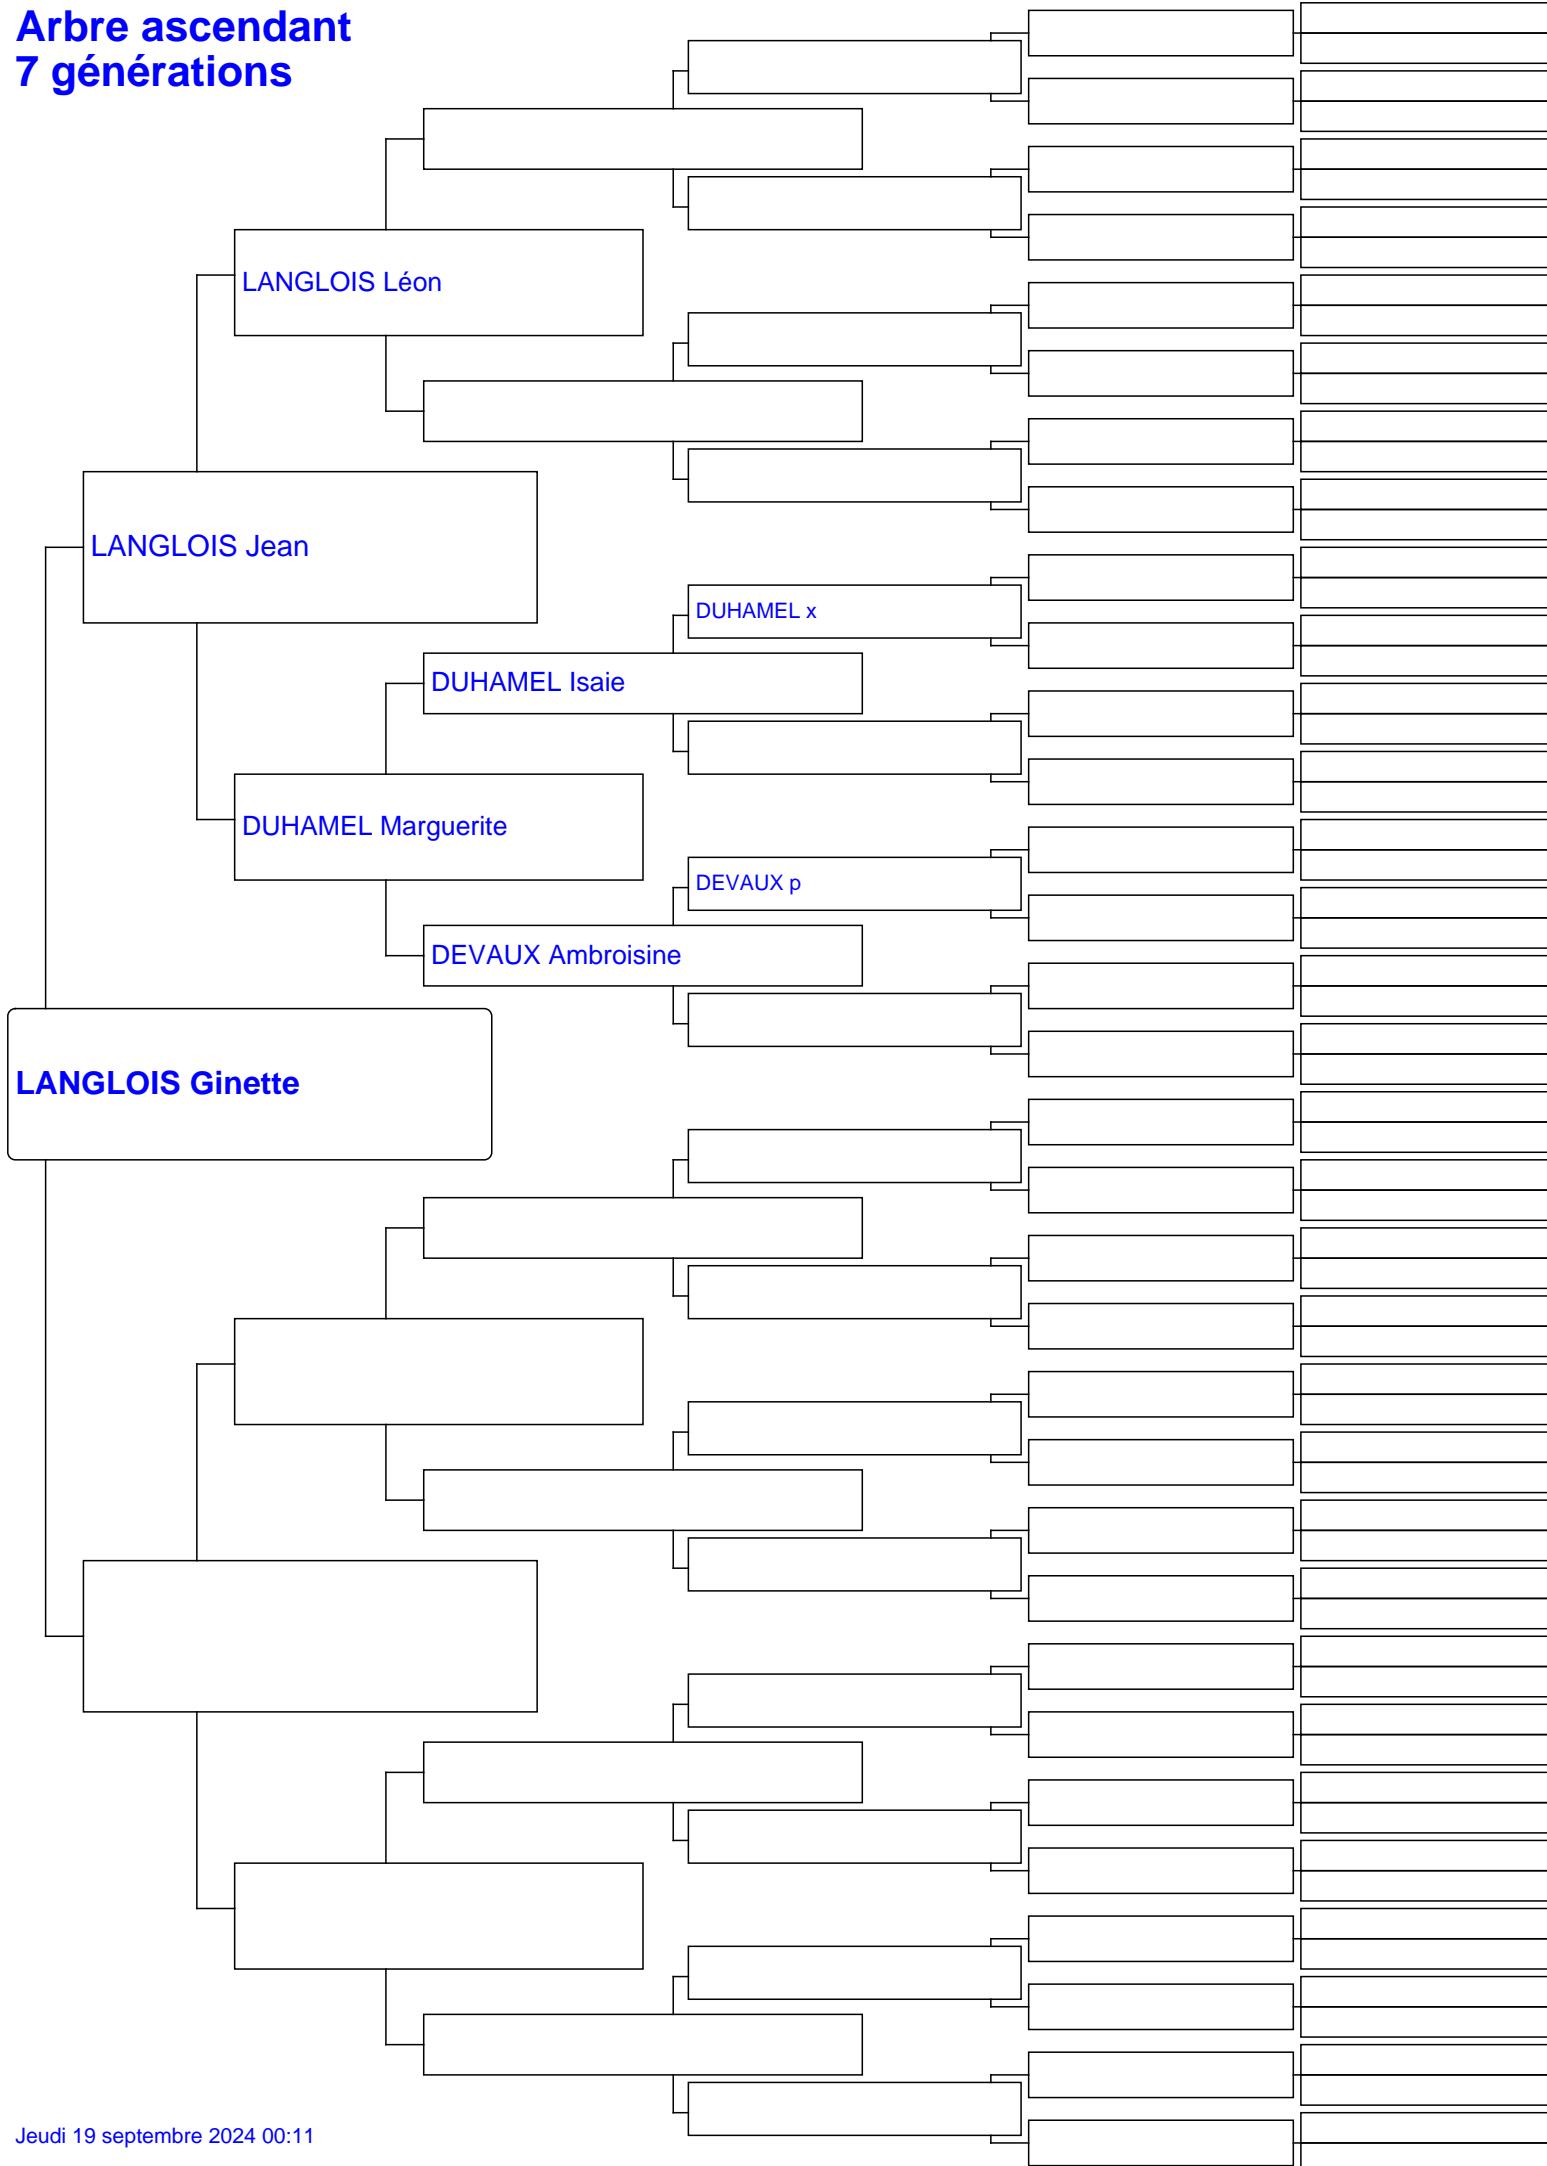 Arbre ascendant
7 générations
LANGLOIS Léon
LANGLOIS Jean
DUHAMEL x
DUHAMEL Isaie
DUHAMEL Marguerite
DEVAUX p
DEVAUX Ambroisine
LANGLOIS Ginette
Jeudi 19 septembre 2024 00:11